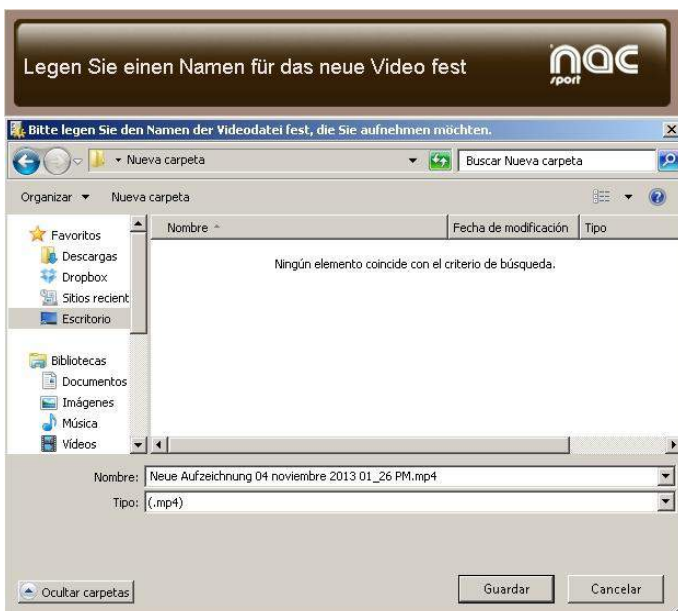 Legen Sie einen Namen für das neue Video fest
nac
sport
Bitte legen Sie den Namen der Videodatei fest, die Sie aufnehmen möchten.
Nueva carpeta
Buscar Nueva carpeta
Organizar Nueva carpeta
Nombre Fecha de modificación Tipo
Ningún elemento coincide con el criterio de búsqueda.
Favoritos
Descargas
Dropbox
Sitios recient
Escritorio
Bibliotecas
Documentos
Imágenes
Música
Vídeos
Nombre: Neue Aufzeichnung 04 noviembre 2013 01_26 PM.mp4
Tipo: (.mp4)
Ocultar carpetas Guardar Cancelar